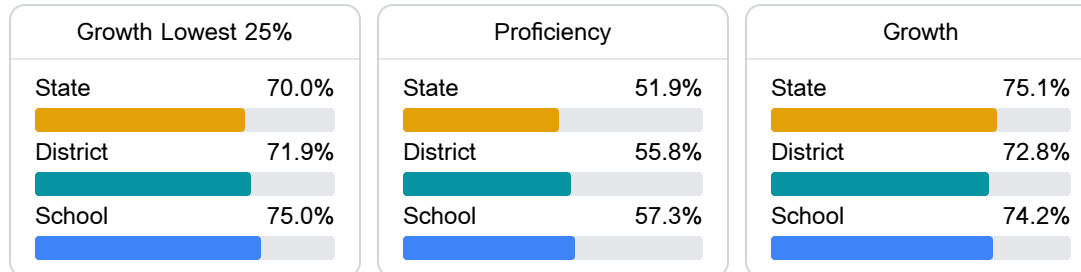 Growth Lowest 25%
State 70.0%
District 71.9%
School 75.0%
Proficiency
State 51.9%
District 55.8%
School 57.3%
Growth
State 75.1%
District 72.8%
School 74.2%